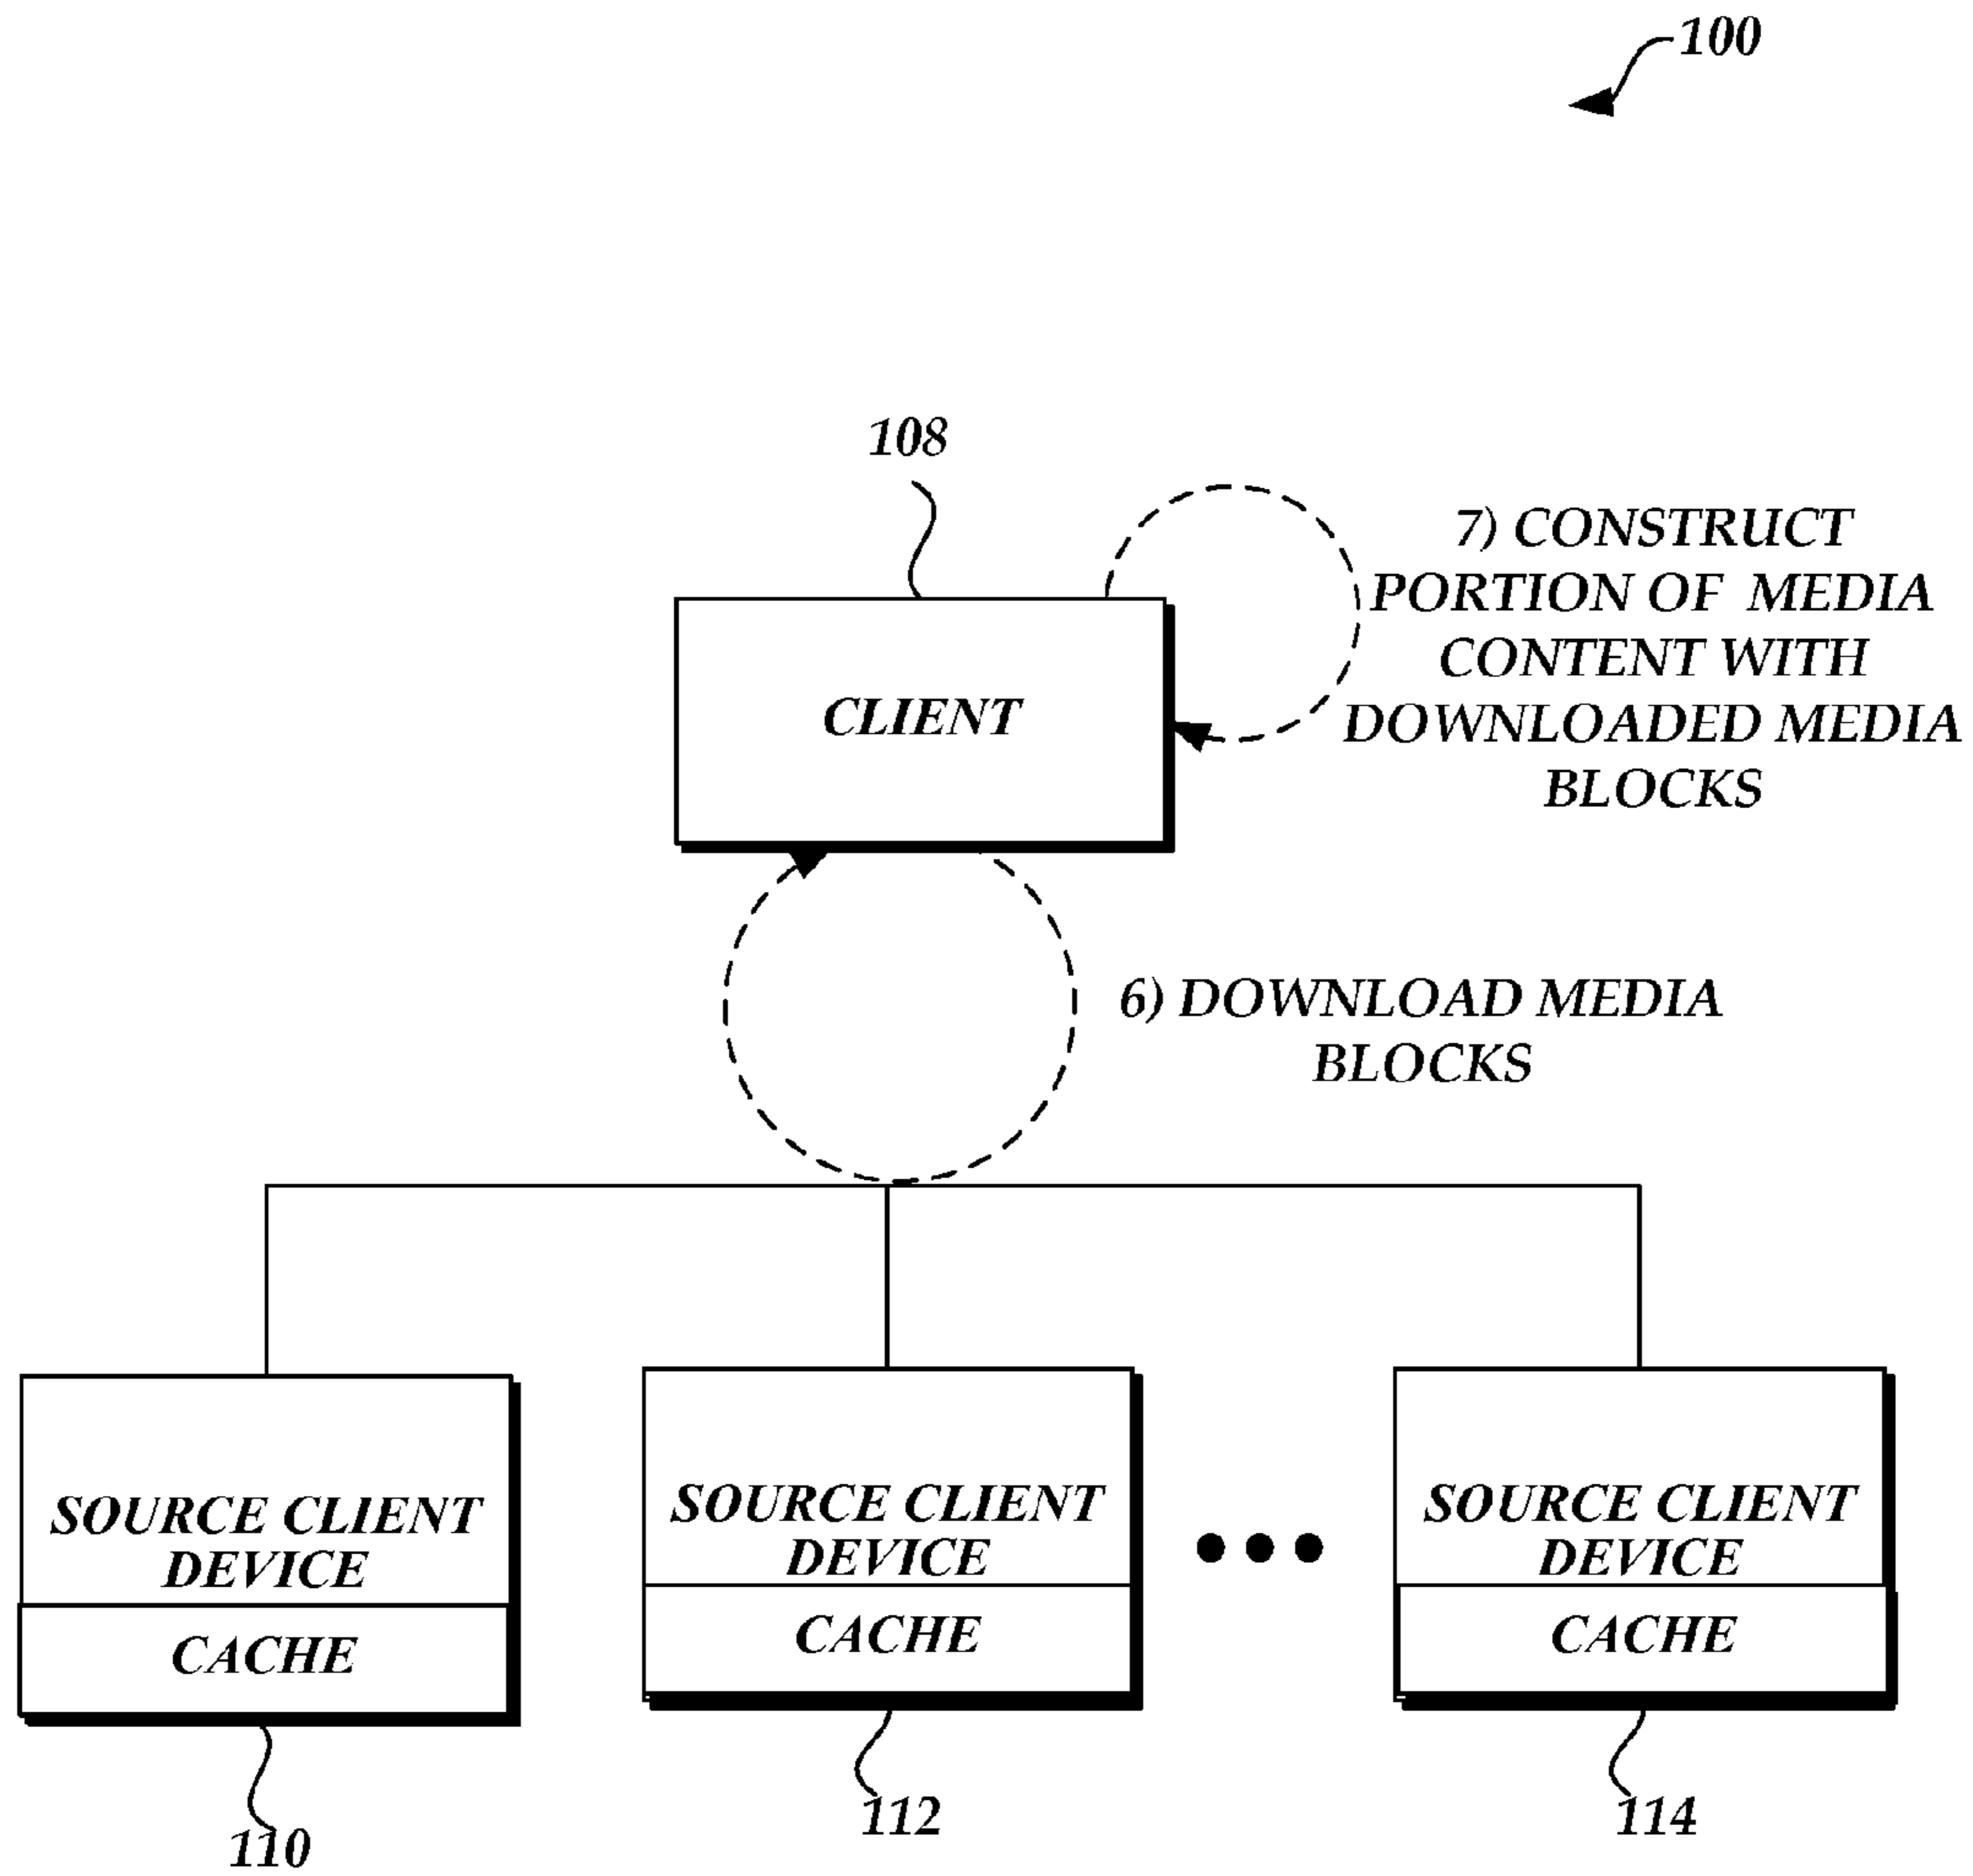 100
108
7) CONSTRUCT
PORTION OF MEDIA
CONTENT WITH
DOWNLOADED MEDIA
BLOCKS
CLIENT
6) DOWNLOAD MEDIA
BLOCKS
SOURCE CLIENT
DEVICE
CACHE
110
SOURCE CLIENT
DEVICE
CACHE
112
SOURCE CLIENT
DEVICE
CACHE
114